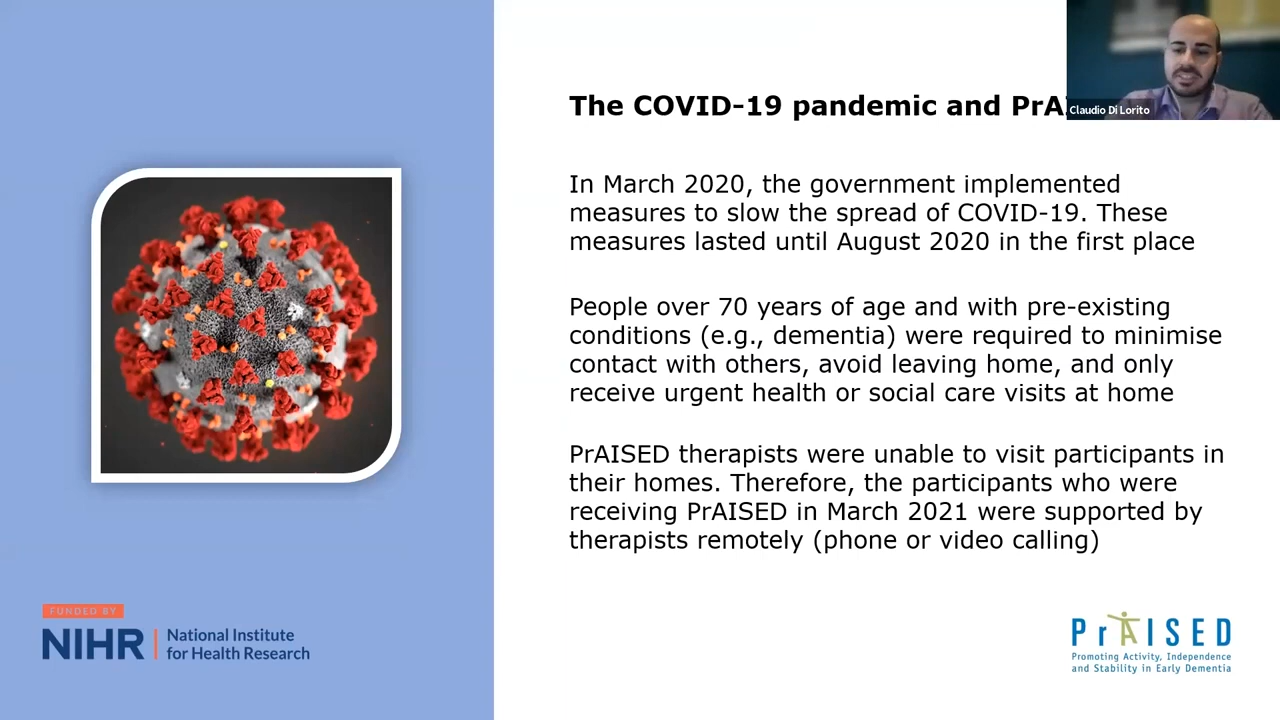 The COVID-19 pandemic and
Claudio Di Lorito
In March 2020, the government implemented
measures to slow the spread of COVID-19. These
measures lasted until August 2020 in the first place
People over 70 years of age and with pre-existing
conditions (e.g., dementia) were required to minimise
contact with others, avoid leaving home, and only
receive urgent health or social care visits at home
PrAISED therapists were unable to visit participants in
their homes. Therefore, the participants who were
receiving PrAISED in March 2021 were supported by
therapists remotely (phone or video calling)
FUNDED BY
NIHR National Institute
for Health Research
PrAISED
Promoting Activity, Independence
and Stability in Early Dementia